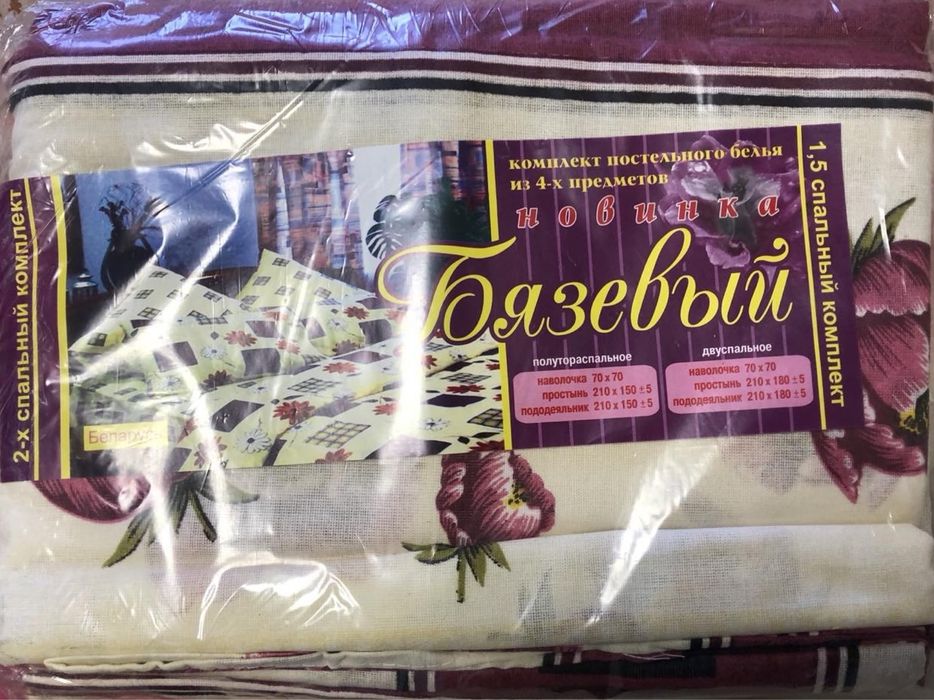 2-х спальный комплект
комплект постельного белья
из 4-х предметов
новинка
Бязевый
полутораспальное
наволочка 70 х 70
простынь 210 х 150 ±5
пододеяльник 210 х 150 ±5
двуспальное
наволочка 70 х 70
простынь 210 х 180 ±5
пододеяльник 210 х 180 ±5
Беларусь
1,5 спальный комплект